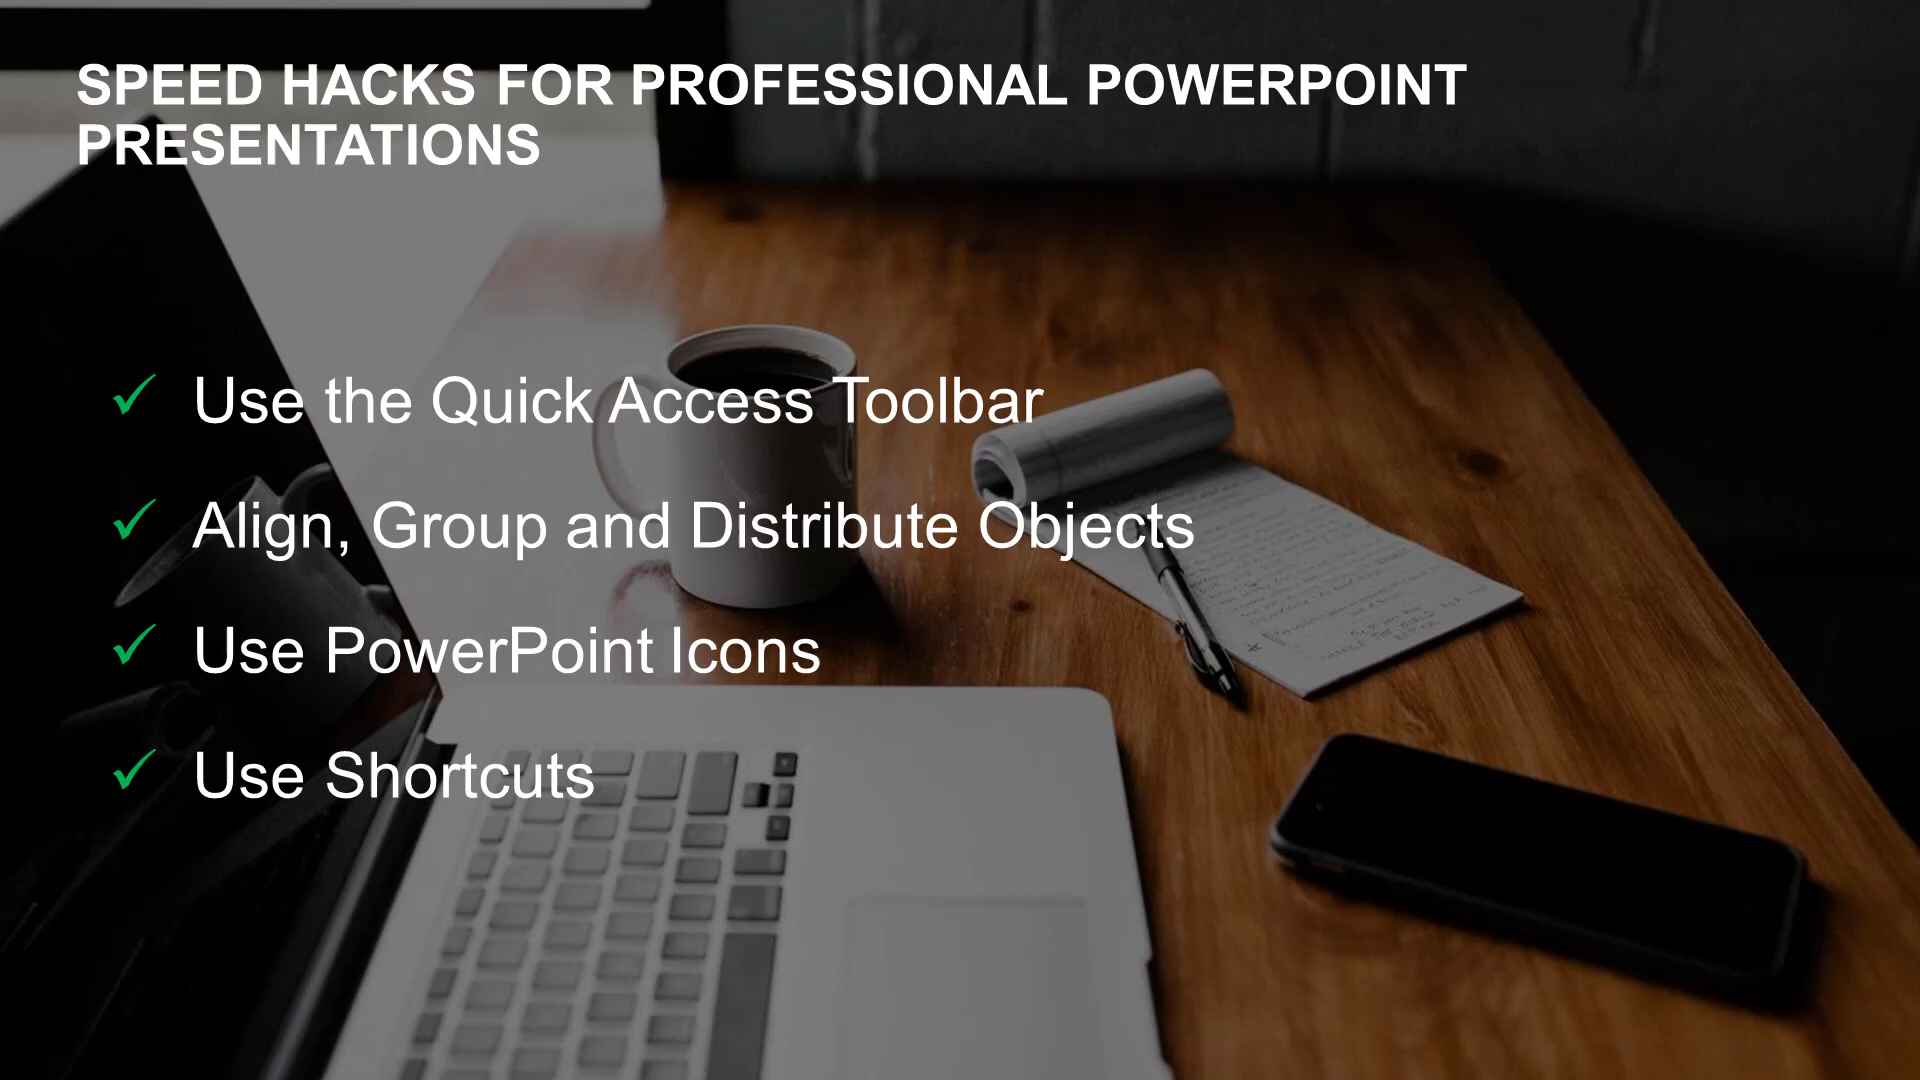 SPEED HACKS FOR PROFESSIONAL POWERPOINT
PRESENTATIONS
✓ Use the Quick Access Toolbar
✓ Align, Group and Distribute Objects
✓ Use PowerPoint Icons
✓ Use Shortcuts